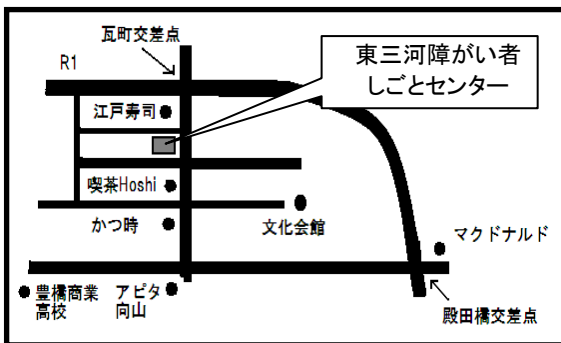 瓦町交差点
R1
東三河障がい者
しごとセンター
江戸寿司
喫茶Hoshi
かつ時
文化会館
マクドナルド
豊橋商業
高校
アピタ
向山
殿田橋交差点